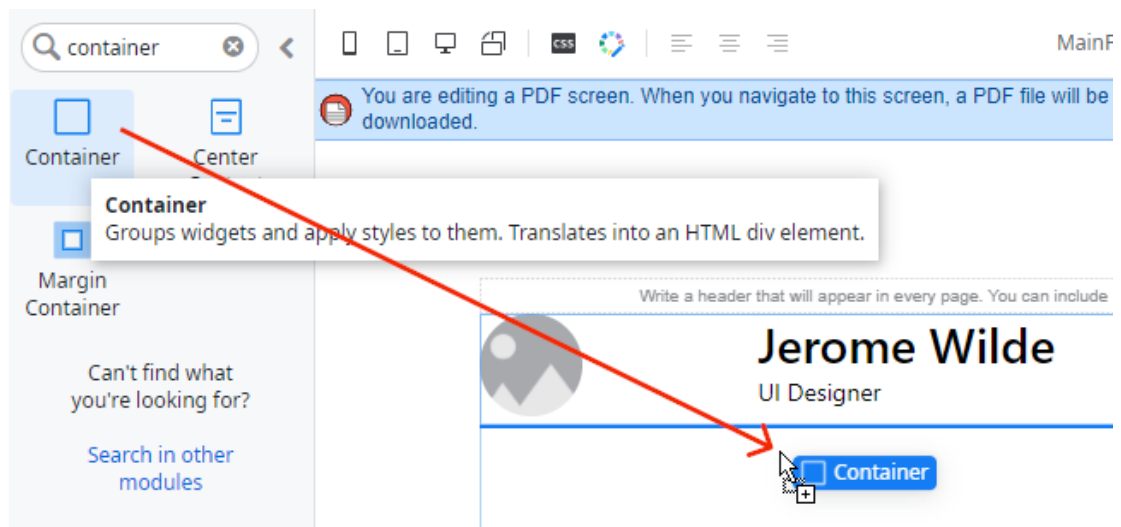 container
css
MainF
You are editing a PDF screen. When you navigate to this screen, a PDF file will be
downloaded.
Container
Center
Container
Groups widgets and apply styles to them. Translates into an HTML div element.
Margin
Container
Write a header that will appear in every page. You can include
Jerome Wilde
UI Designer
Can't find what
you're looking for?
Search in other
modules
Container